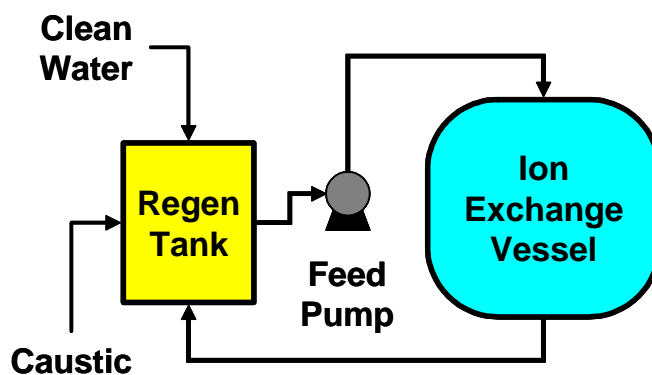 Clean
Water
Regen
Tank
Ion
Exchange
Vessel
Feed
Pump
Caustic